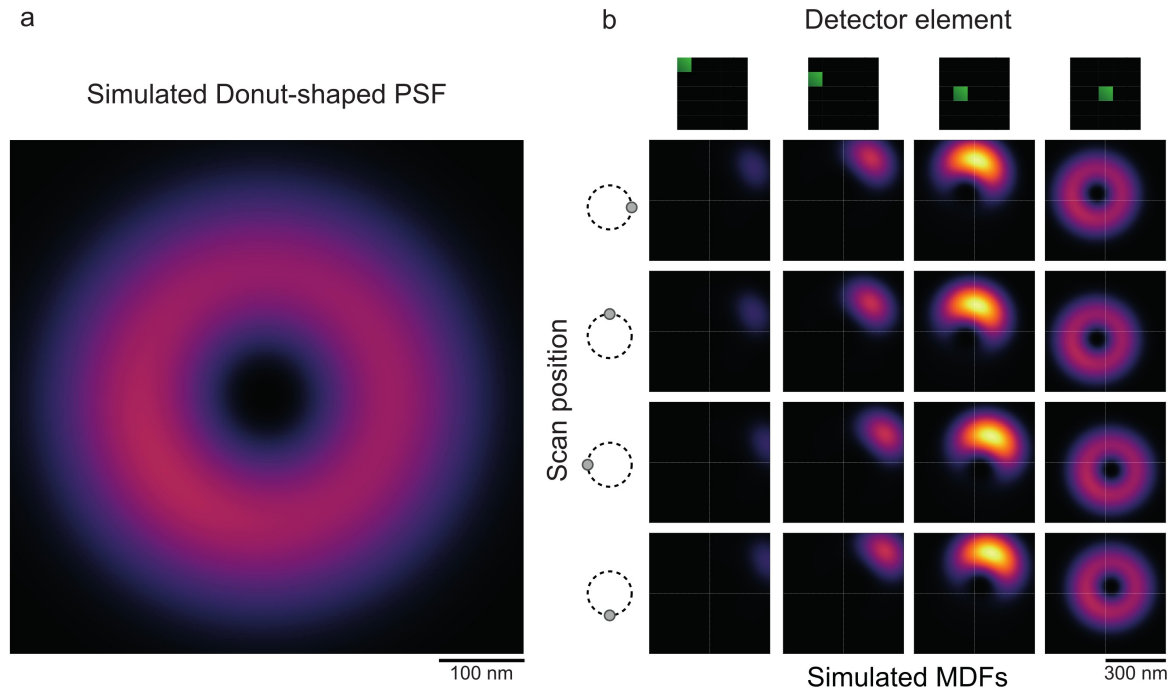 a
Simulated Donut-shaped PSF
100 nm
b
Detector element
Scan position
Simulated MDFs
300 nm